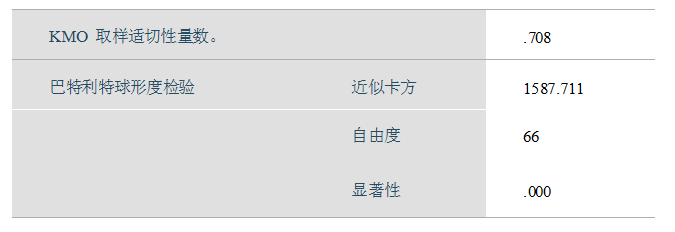 KMO 取样适切性量数。 .708
巴特利特球形度检验 近似卡方 1587.711
自由度 66
显著性 .000